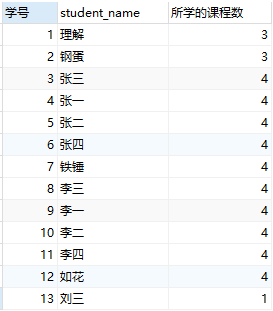 学号 student_name 所学的课程数
1 理解 3
2 钢蛋 3
3 张三 4
4 张一 4
5 张二 4
6 张四 4
7 铁锤 4
8 李三 4
9 李一 4
10 李二 4
11 李四 4
12 如花 4
13 刘三 1